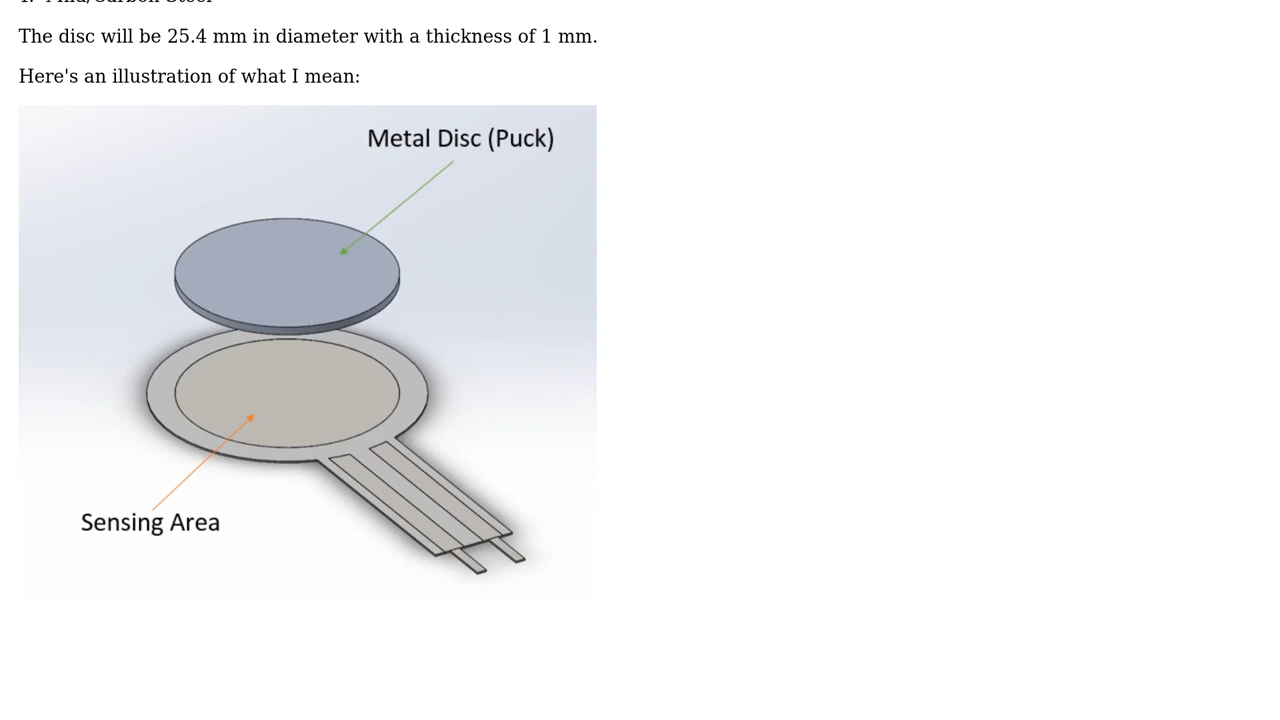 The disc will be 25.4 mm in diameter with a thickness of 1 mm.
Here's an illustration of what I mean:
Metal Disc (Puck)
Sensing Area